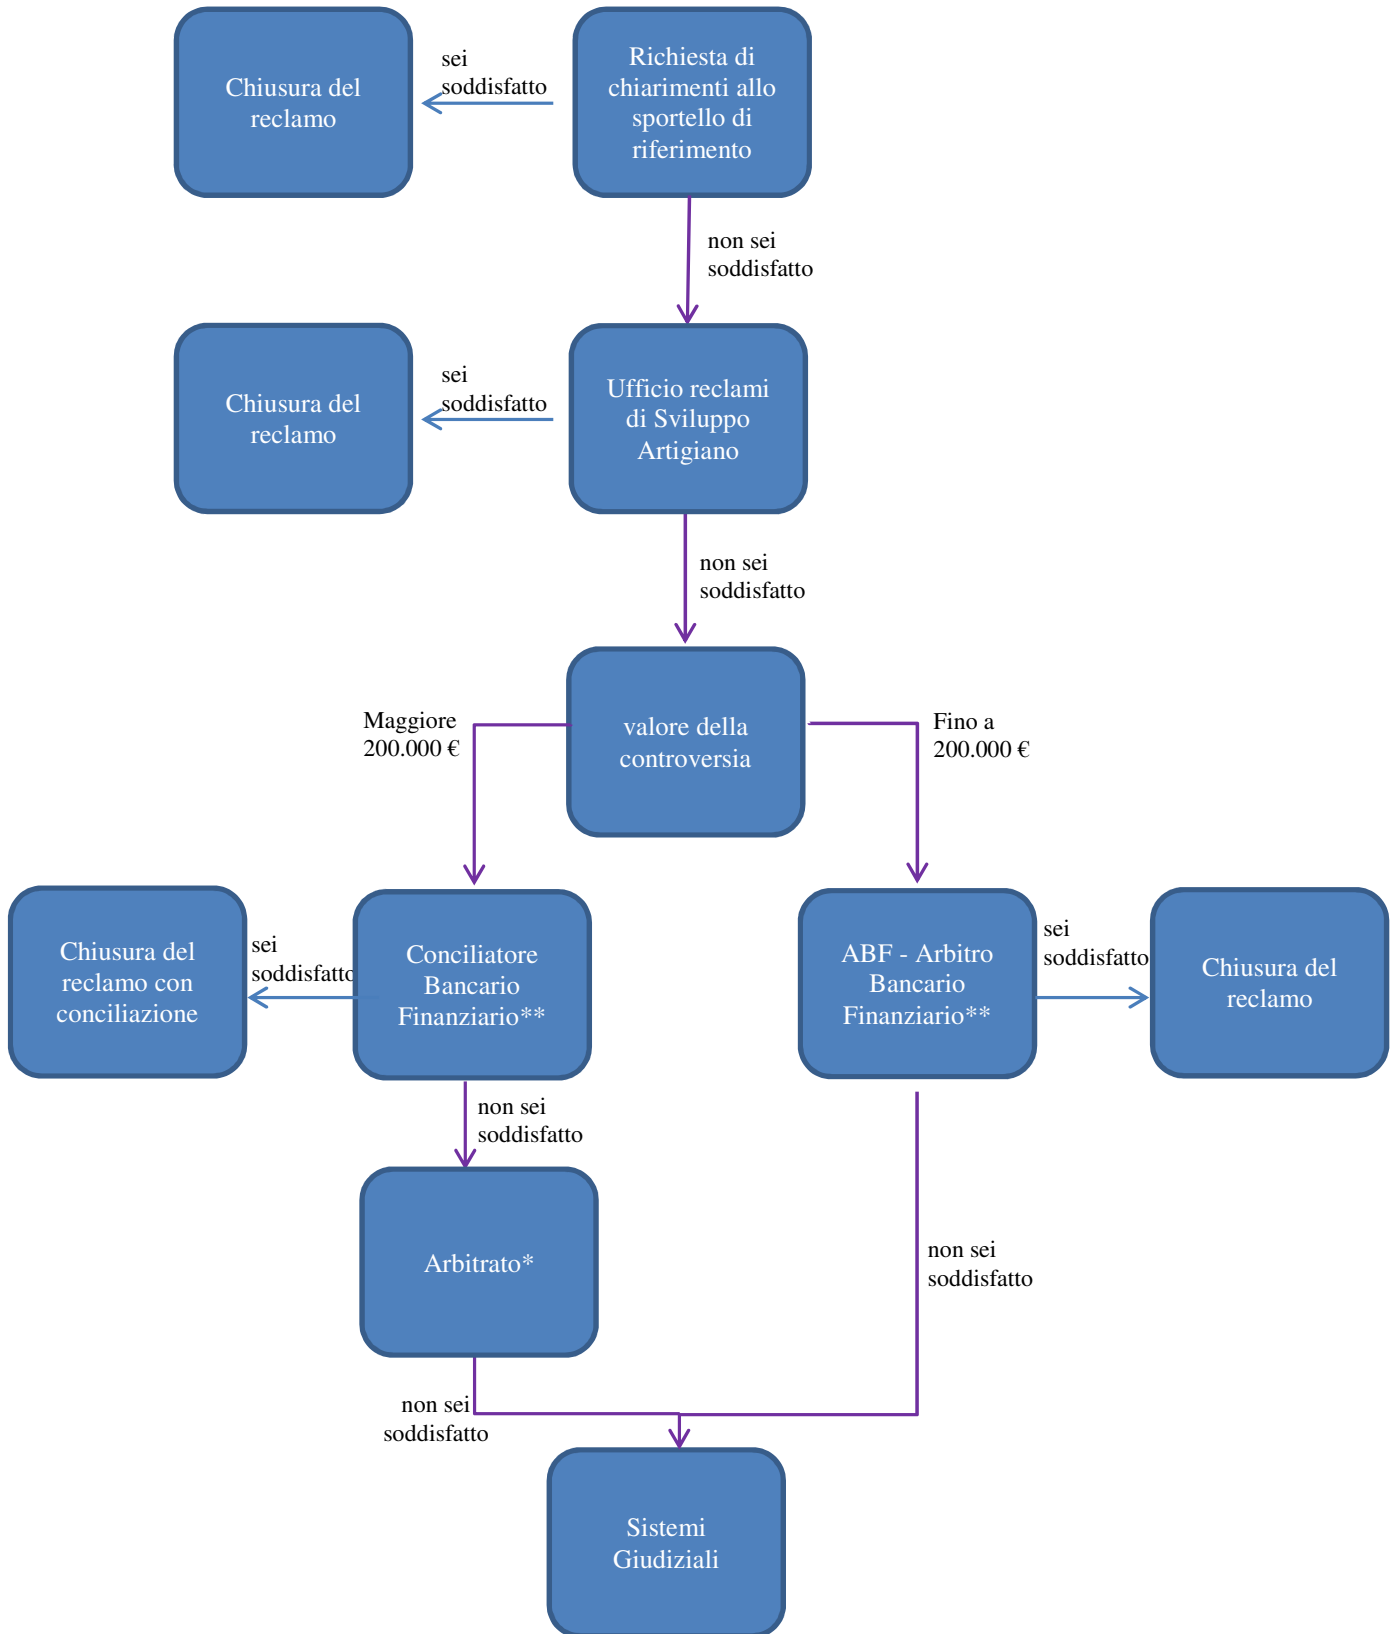 Chiusura del
reclamo
sei
soddisfatto
Richiesta di
chiarimenti allo
sportello di
riferimento
non sei
soddisfatto
Chiusura del
reclamo
sei
soddisfatto
Ufficio reclami
di Sviluppo
Artigiano
non sei
soddisfatto
Maggiore
200.000 €
valore della
controversia
Fino a
200.000 €
Chiusura del
reclamo con
conciliazione
sei
soddisfatto
Conciliatore
Bancario
Finanziario**
ABF - Arbitro
Bancario
Finanziario**
sei
soddisfatto
Chiusura del
reclamo
non sei
soddisfatto
Arbitrato*
non sei
soddisfatto
non sei
soddisfatto
Sistemi
Giudiziali